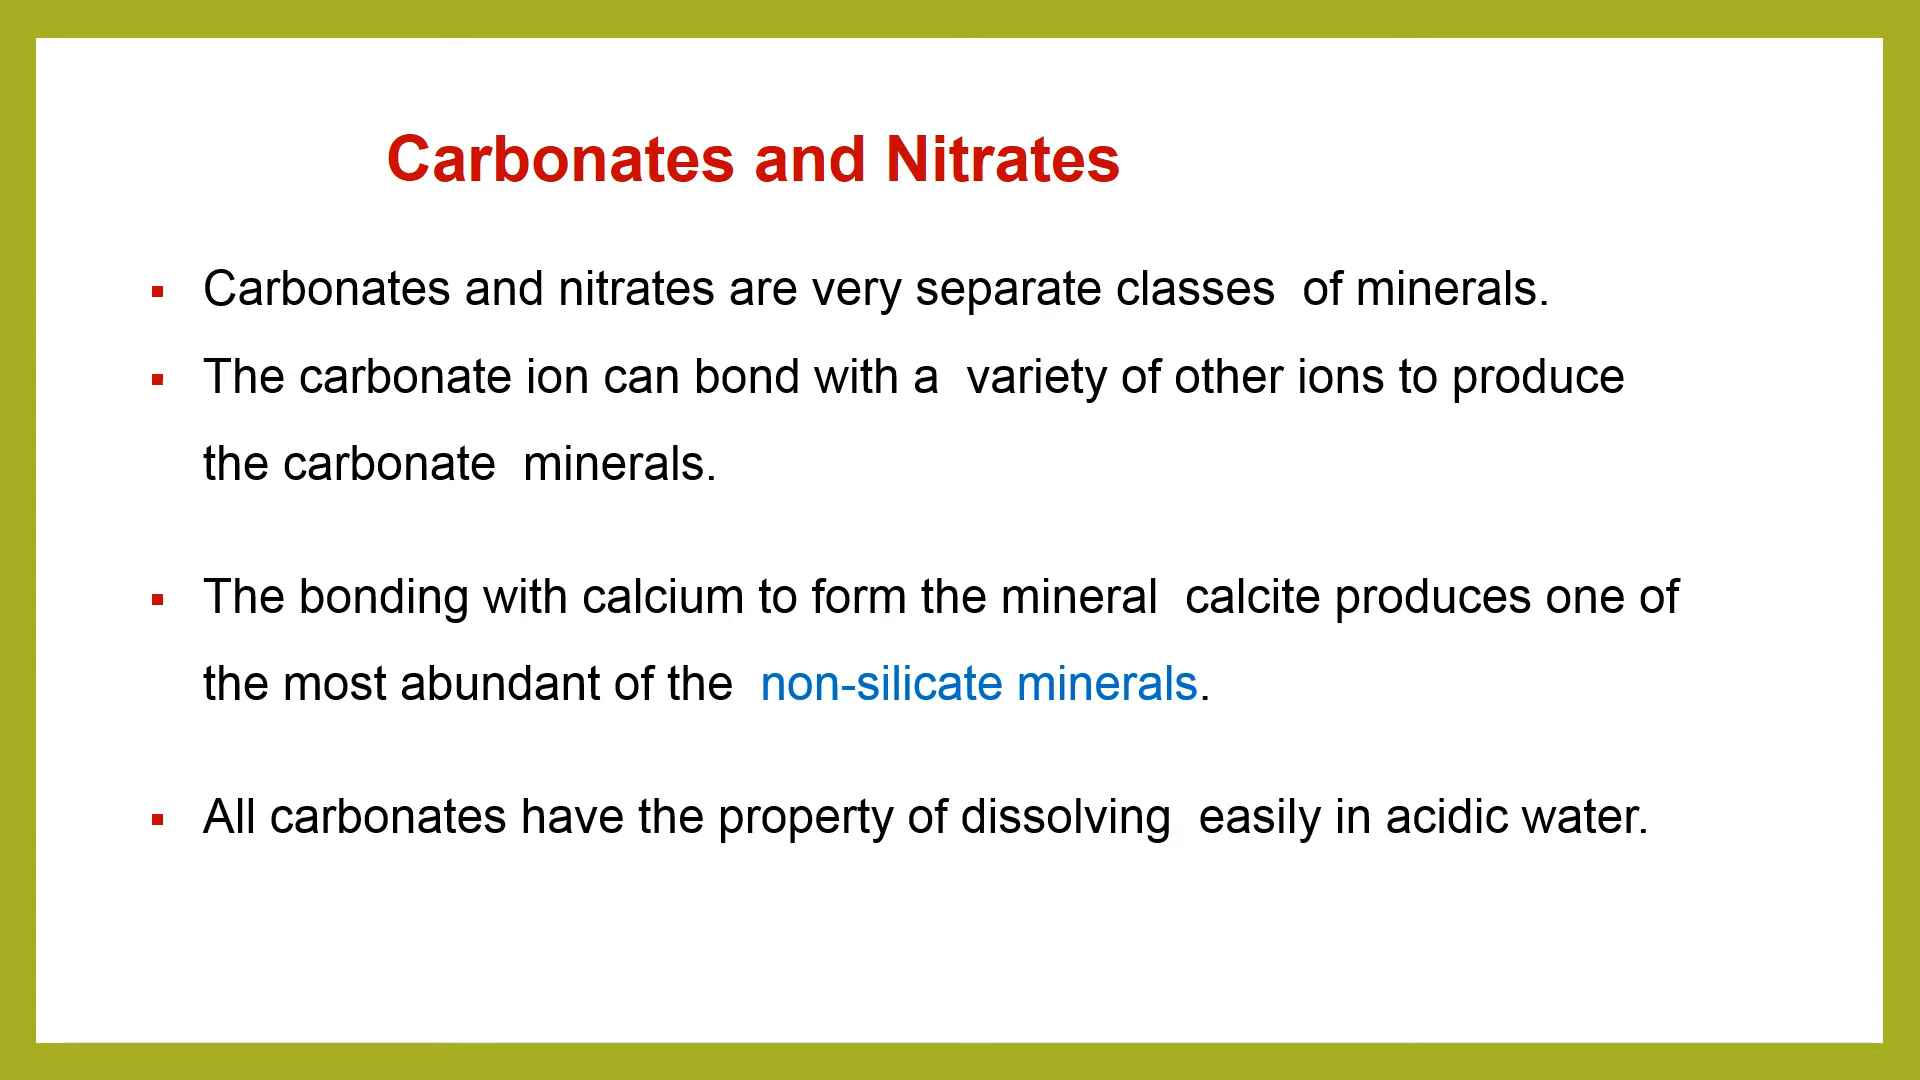 Carbonates and Nitrates
▪ Carbonates and nitrates are very separate classes of minerals.
▪ The carbonate ion can bond with a variety of other ions to produce
the carbonate minerals.
▪ The bonding with calcium to form the mineral calcite produces one of
the most abundant of the non-silicate minerals.
▪ All carbonates have the property of dissolving easily in acidic water.